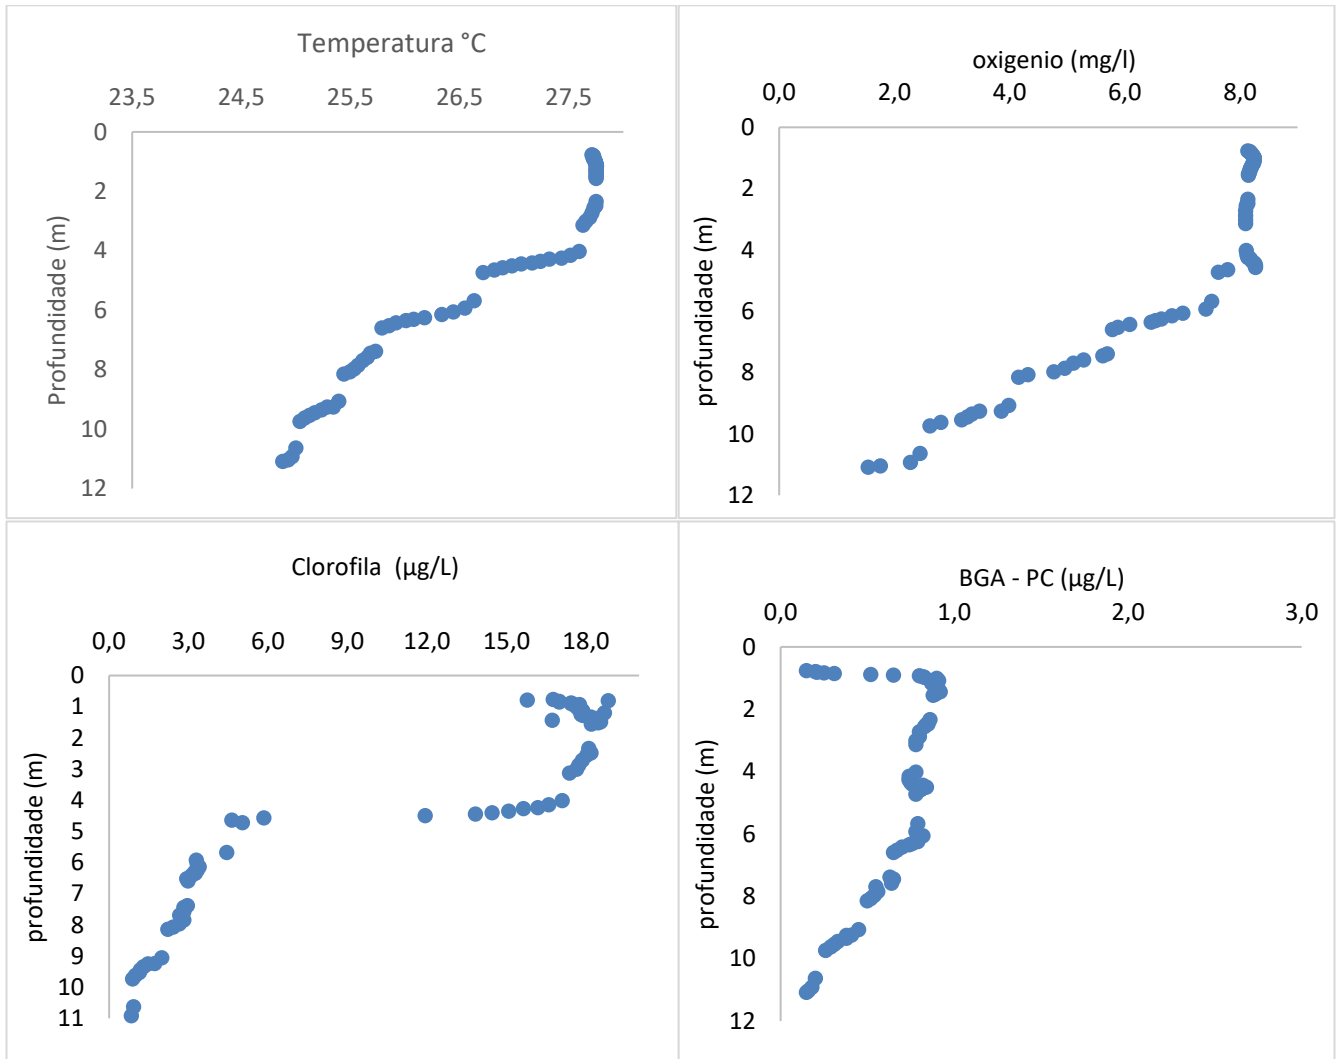 Temperatura °C
23,5 24,5 25,5 26,5 27,5
0
2
4
6
8
10
12
Profundidade (m)
oxigenio (mg/l)
0,0 2,0 4,0 6,0 8,0
0
2
4
6
8
10
12
profundidade (m)
Clorofila (µg/L)
0,0 3,0 6,0 9,0 12,0 15,0 18,0
0
1
2
3
4
5
6
7
8
9
10
11
profundidade (m)
BGA - PC (µg/L)
0,0 1,0 2,0 3,0
0
2
4
6
8
10
12
profundidade (m)